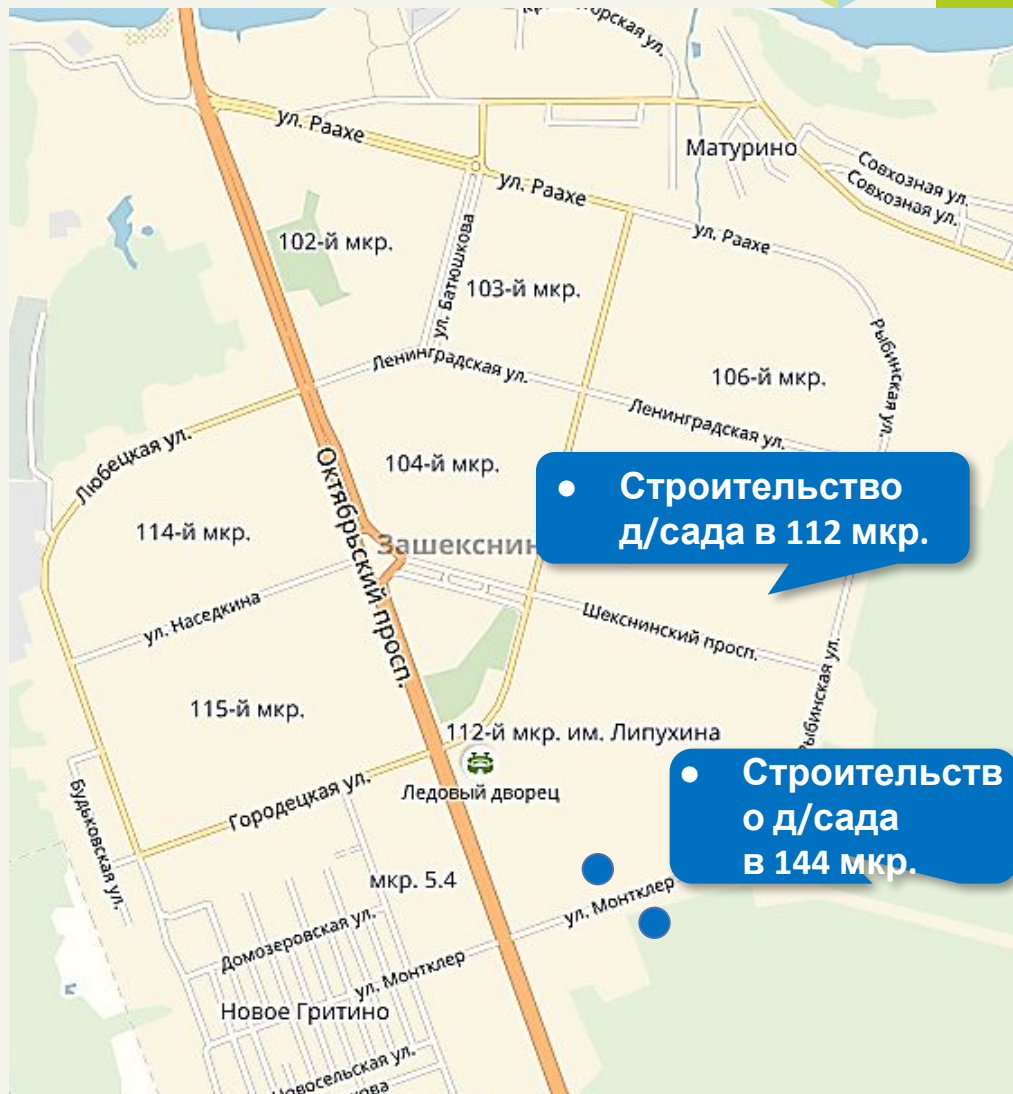 ул.
ул. Раахе
Матурино
Совхозная ул.
Совхозная ул.
ул. Раахе
ул. Раахе
102-й мкр.
ул. Батюшкова
103-й мкр.
Рыбинская ул.
Ленинградская ул.
106-й мкр.
Ленинградская ул.
Любецкая ул.
104-й мкр.
Октябрьский просп.
• Строительство
д/сада в 112 мкр.
114-й мкр.
Зашекснин
ул. Наседкина
Шекснинский просп.
Рыбинская ул.
115-й мкр.
112-й мкр. им. Липухина
• Строительств
о д/сада
в 144 мкр.
Ледовый дворец
Городецкая ул.
Будьковская ул.
мкр. 5.4
ул. Монтклер
Домозеровская ул.
ул. Монтклер
Новое Гритино
Новосельская ул.